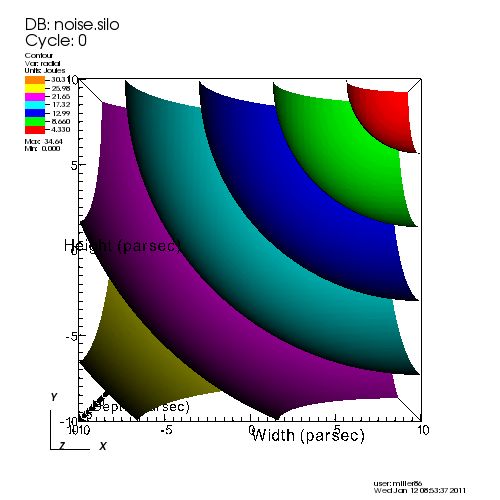 DB: noise.silo
Cycle: 0
Contour
Var: radial
Units: Joules
30.31
25.98
21.65
17.32
12.99
8.660
4.330
Max: 34.64
Min: 0.000
10
5
Height (parsec)
0
-5
Depth (parsec)
-10
-5
0
5
10
Width (parsec)
Y
Z X
user: miller86
Wed Jan 12 08:53:37 2011